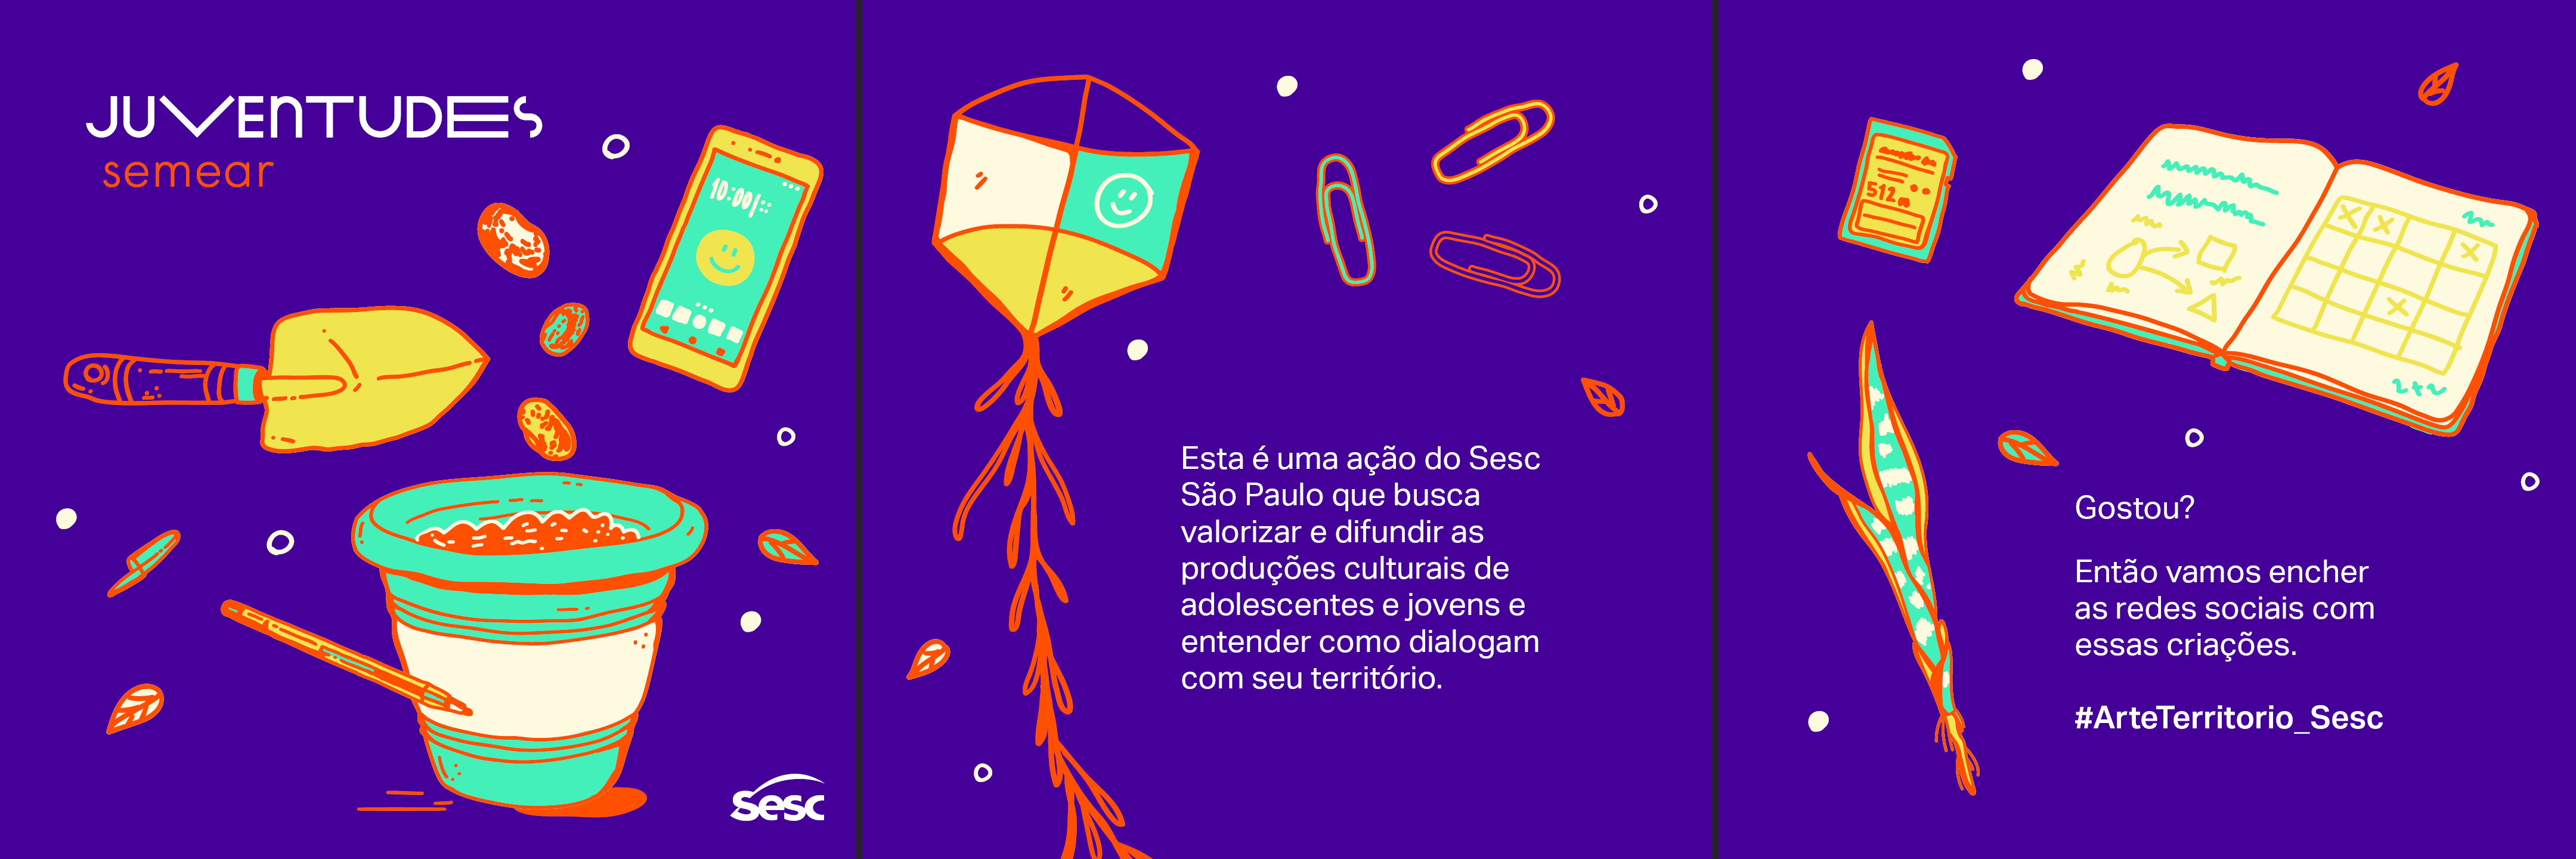 JUVENTUDES
semear
10:00
sesc
Esta é uma ação do Sesc
São Paulo que busca
valorizar e difundir as
produções culturais de
adolescentes e jovens e
entender como dialogam
com seu território.
512
Gostou?
Então vamos encher
as redes sociais com
essas criações.
#ArteTerritorio_Sesc